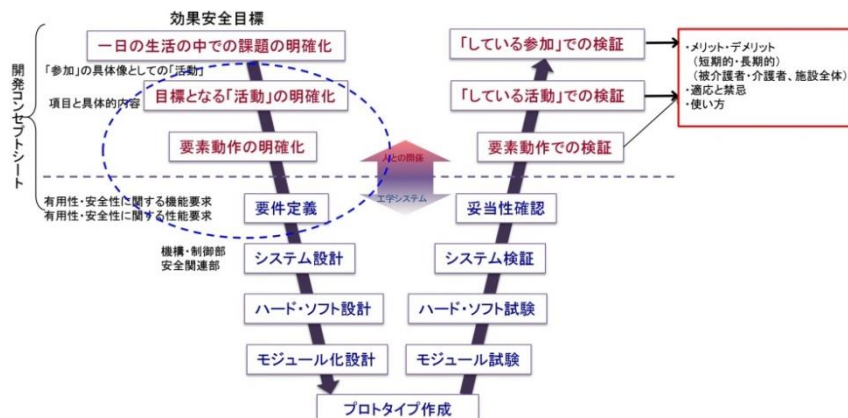 効果安全目標
一日の生活の中での課題の明確化
「参加」の具体像としての「活動」
目標となる「活動」の明確化
項目と具体的内容
要素動作の明確化
開発コンセプトシート
有用性・安全性に関する機能要求
有用性・安全性に関する性能要求
要件定義
機構・制御部
安全関連部
システム設計
ハード・ソフト設計
モジュール化設計
プロトタイプ作成
人との関係
工学システム
「している参加」での検証
「している活動」での検証
要素動作での検証
妥当性確認
システム検証
ハード・ソフト試験
モジュール試験
・メリット・デメリット
（短期的・長期的）
（被介護者・介護者、施設全体）
・適応と禁忌
・使い方